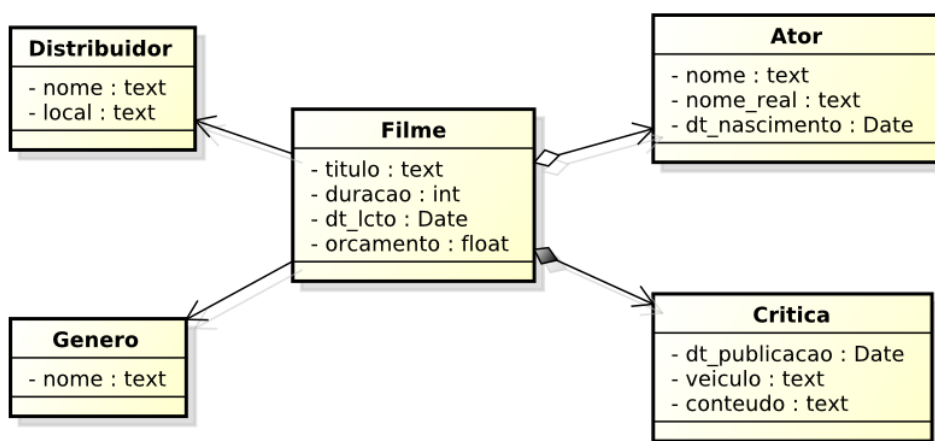 Distribuidor
- nome : text
- local : text
Filme
- titulo : text
- duracao : int
- dt_lcto : Date
- orcamento : float
Genero
- nome : text
Ator
- nome : text
- nome_real : text
- dt_nascimento : Date
Critica
- dt_publicacao : Date
- veiculo : text
- conteudo : text